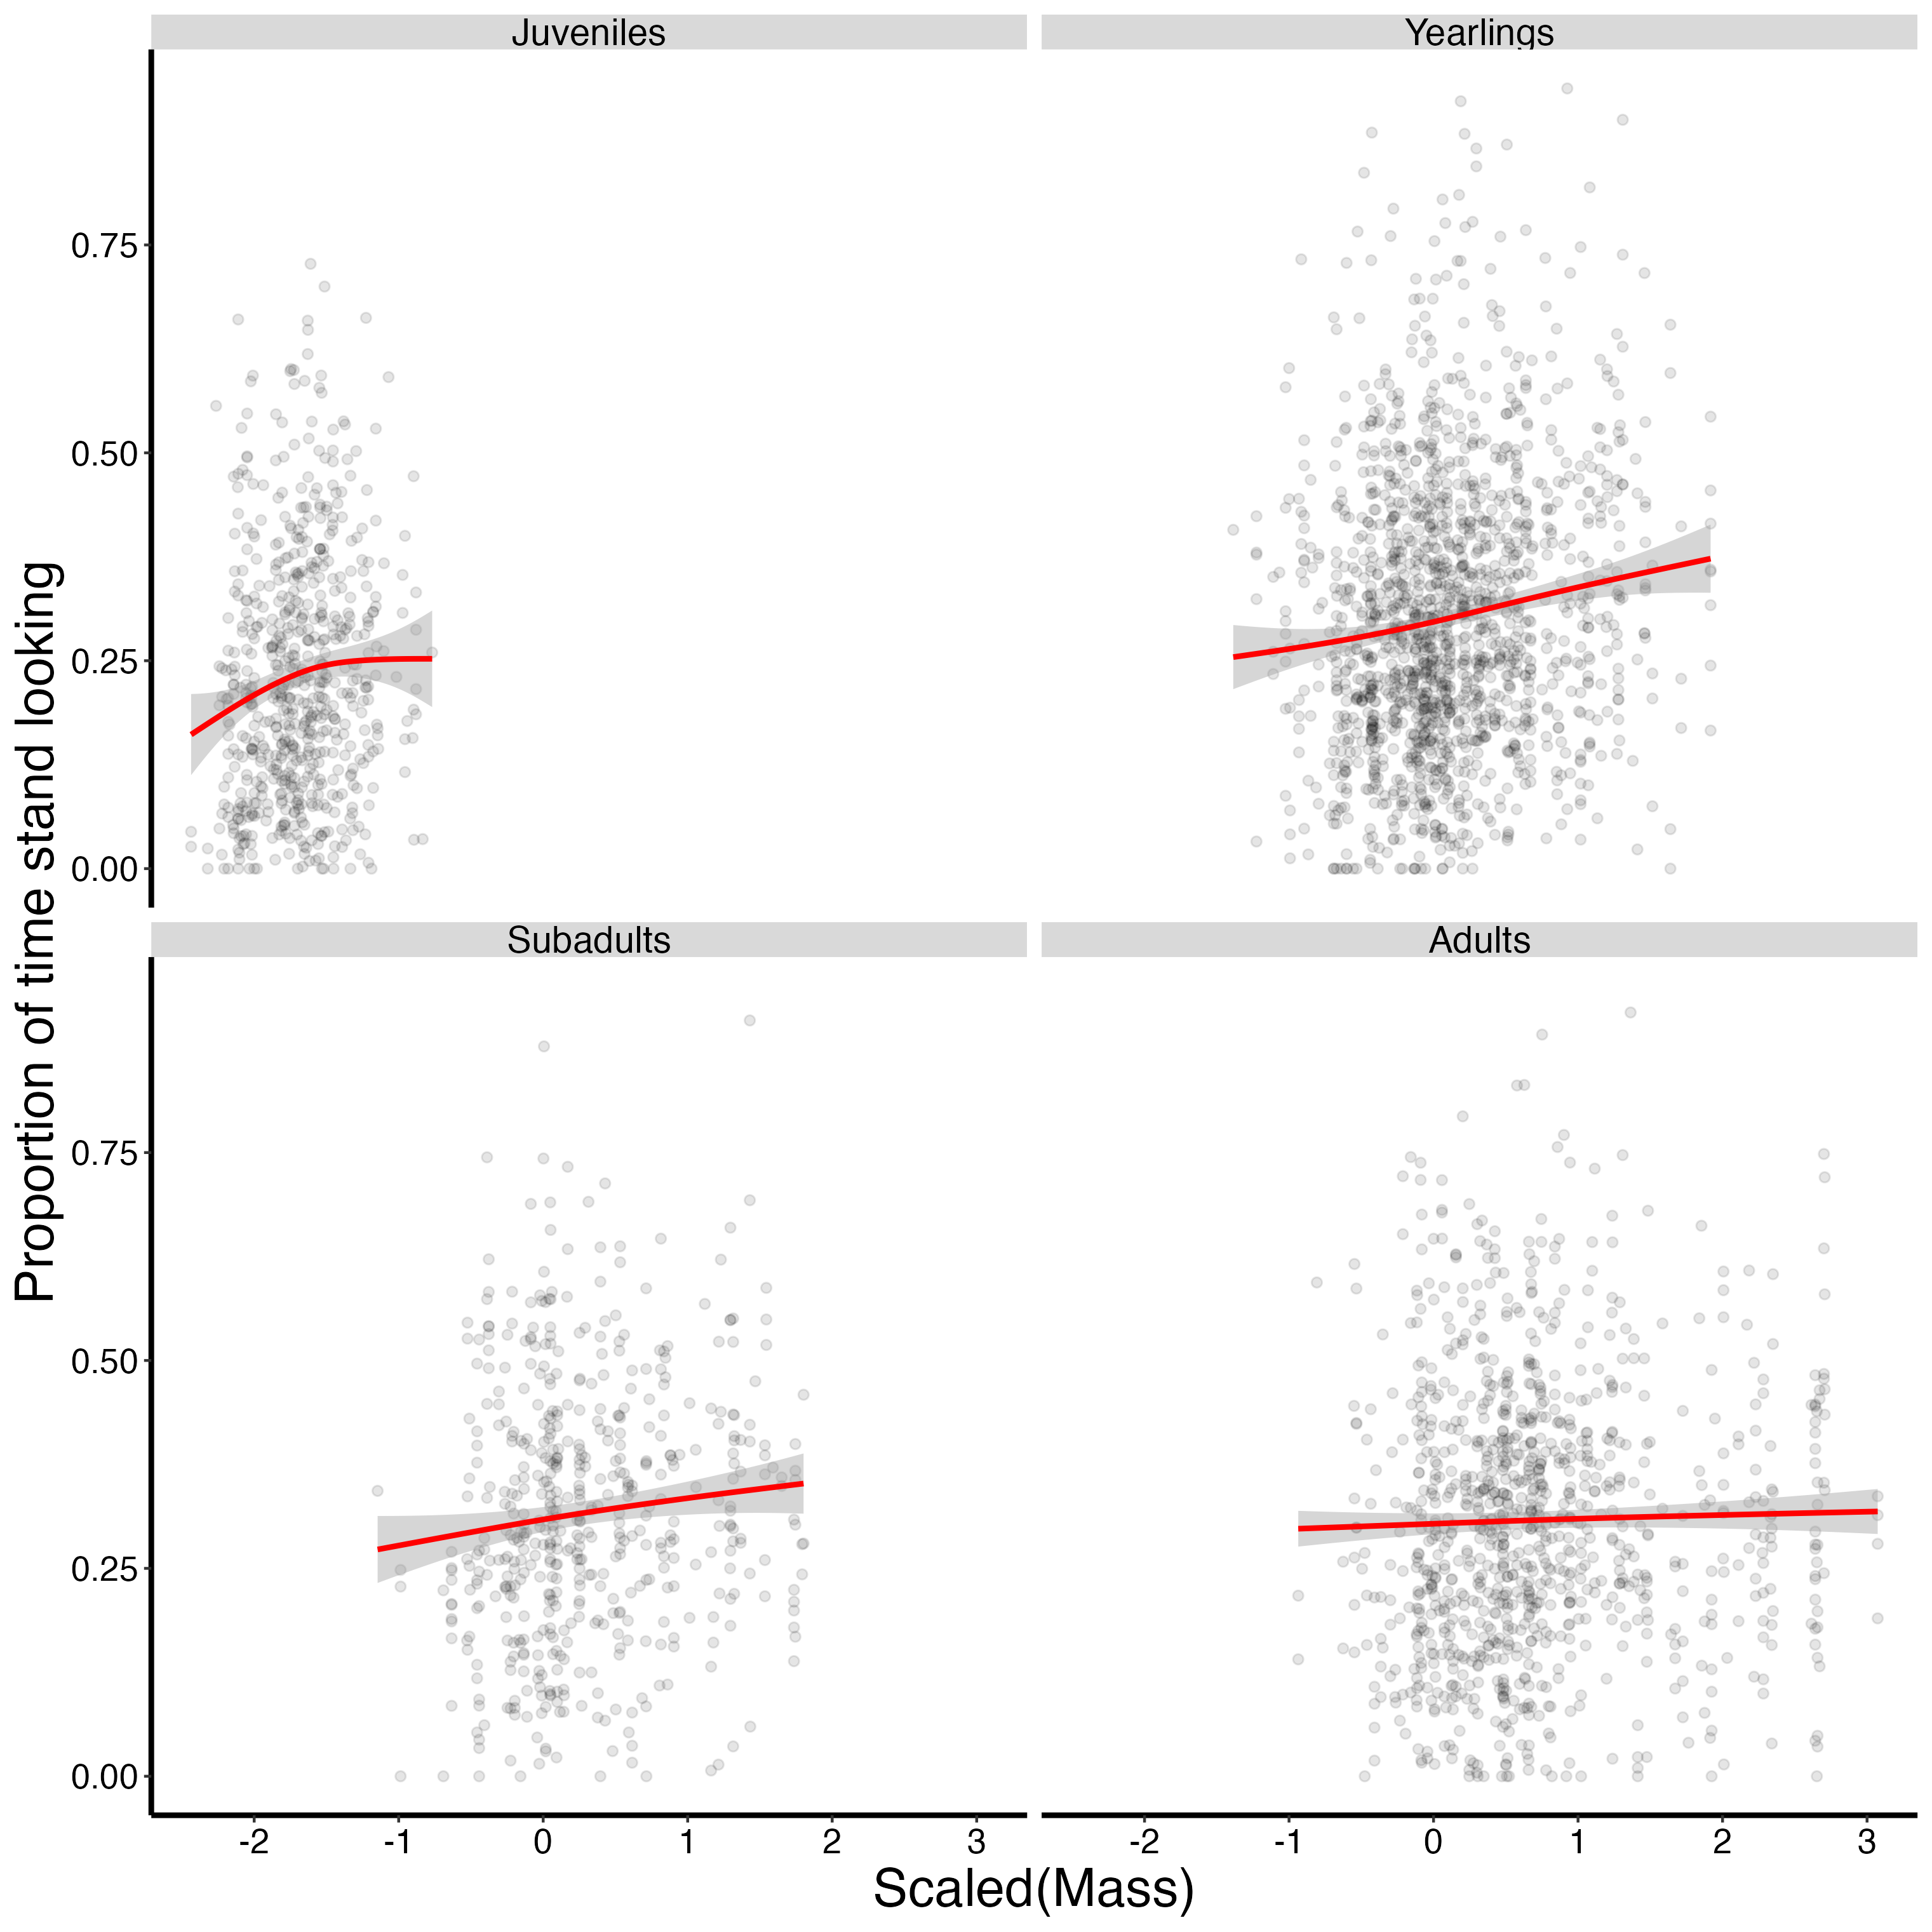 Juveniles
Yearlings
0.75
0.50
0.25
0.00
Proportion of time stand looking
Subadults
Adults
0.75
0.50
0.25
0.00
-2 -1 0 1 2 3
-2 -1 0 1 2 3
Scaled(Mass)